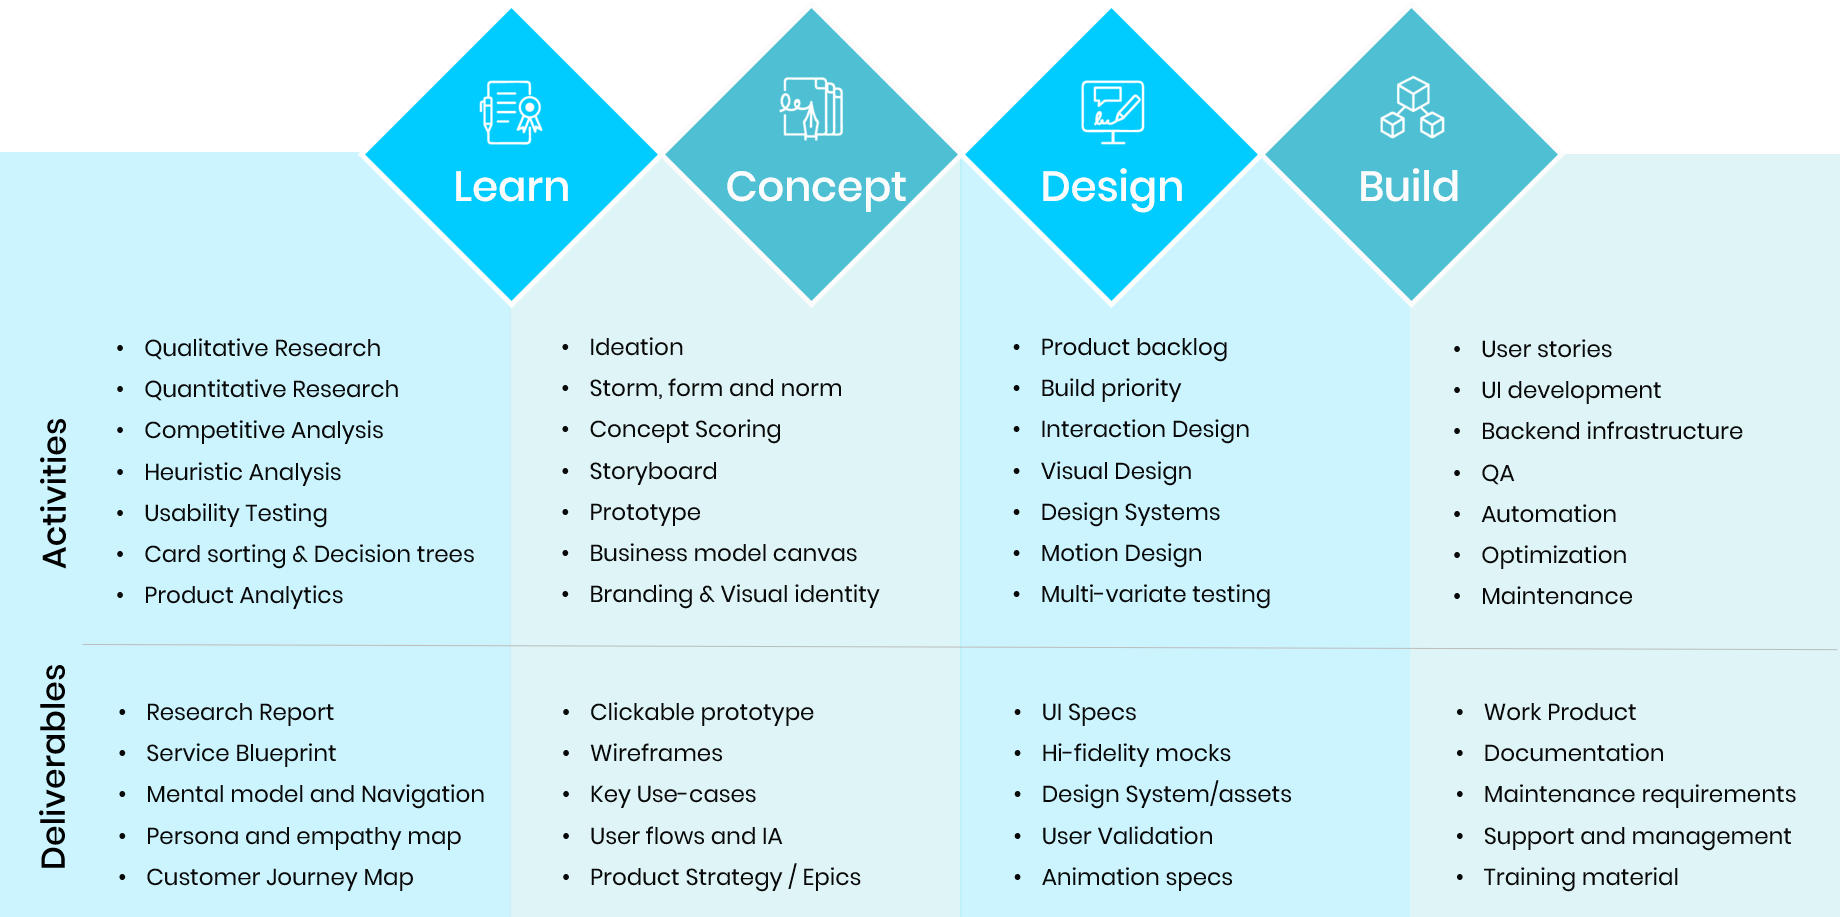 Learn
Concept
Design
Build
Activities
• Qualitative Research
• Quantitative Research
• Competitive Analysis
• Heuristic Analysis
• Usability Testing
• Card sorting & Decision trees
• Product Analytics
• Ideation
• Storm, form and norm
• Concept Scoring
• Storyboard
• Prototype
• Business model canvas
• Branding & Visual identity
• Product backlog
• Build priority
• Interaction Design
• Visual Design
• Design Systems
• Motion Design
• Multi-variate testing
• User stories
• UI development
• Backend infrastructure
• QA
• Automation
• Optimization
• Maintenance
Deliverables
• Research Report
• Service Blueprint
• Mental model and Navigation
• Persona and empathy map
• Customer Journey Map
• Clickable prototype
• Wireframes
• Key Use-cases
• User flows and IA
• Product Strategy / Epics
• UI Specs
• Hi-fidelity mocks
• Design System/assets
• User Validation
• Animation specs
• Work Product
• Documentation
• Maintenance requirements
• Support and management
• Training material